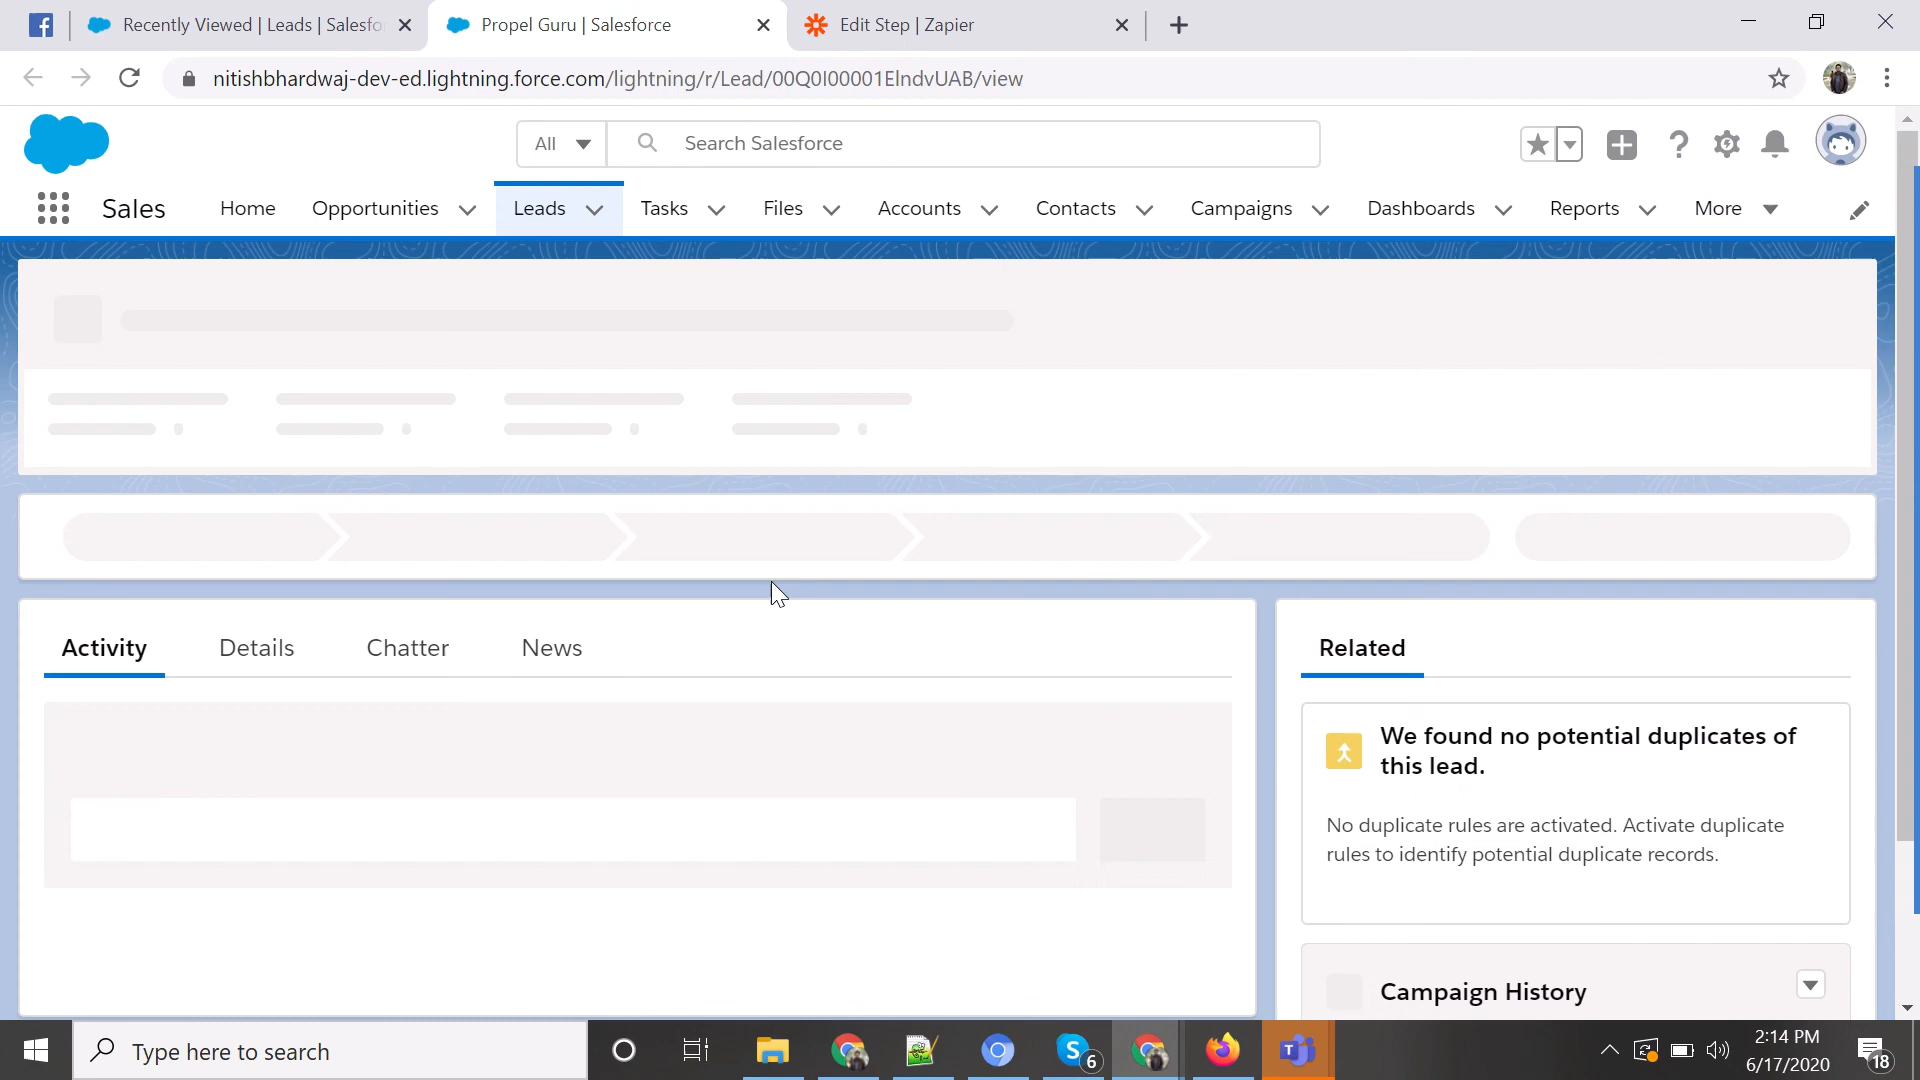 Recently Viewed | Leads | Salesfo
Propel Guru | Salesforce
Edit Step | Zapier
nitishbhardwaj-dev-ed.lightning.force.com/lightning/r/Lead/00Q0I00001ElndvUAB/view
All
Search Salesforce
Sales
Home
Opportunities
Leads
Tasks
Files
Accounts
Contacts
Campaigns
Dashboards
Reports
More
Activity
Details
Chatter
News
Related
We found no potential duplicates of
this lead.
No duplicate rules are activated. Activate duplicate
rules to identify potential duplicate records.
Campaign History
Type here to search
6
2:14 PM
6/17/2020
18